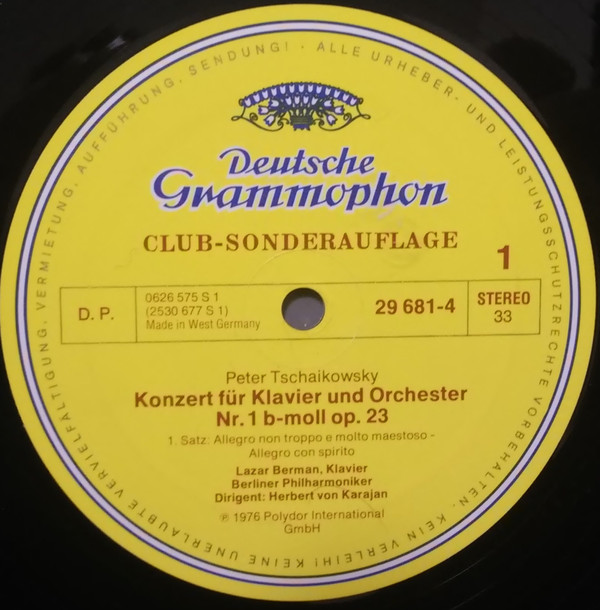 ALLE URHEBER- UND LEISTUNGSSCHUTZRECHTE VORBEHALTEN. KEIN VERLEIH! KEINE UNERLAUBTE VERVIELFÄLTIGUNG, VERMIETUNG, AUFFÜHRUNG, SENDUNG! -
Deutsche
Grammophon
CLUB-SONDERAUFLAGE
1
D. P.
0626 575 S 1
(2530 677 S 1)
Made in West Germany
29 681-4
STEREO
33
Peter Tschaikowsky
Konzert für Klavier und Orchester
Nr. 1 b-moll op. 23
1. Satz: Allegro non troppo e molto maestoso -
Allegro con spirito
Lazar Berman, Klavier
Berliner Philharmoniker
Dirigent: Herbert von Karajan
℗ 1976 Polydor International
GmbH